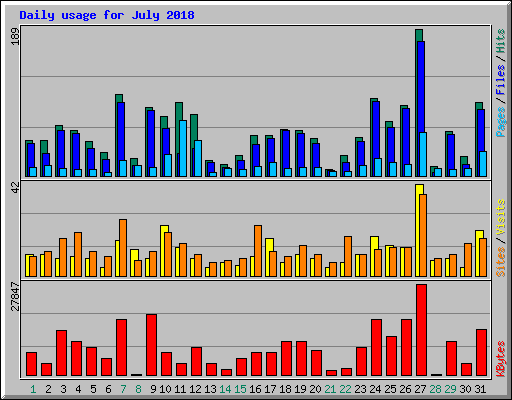 Daily usage for July 2018
189
42
27847
Pages / Files / Hits
Sites / Visits
KBytes
1 2 3 4 5 6 7 8 9 10 11 12 13 14 15 16 17 18 19 20 21 22 23 24 25 26 27 28 29 30 31